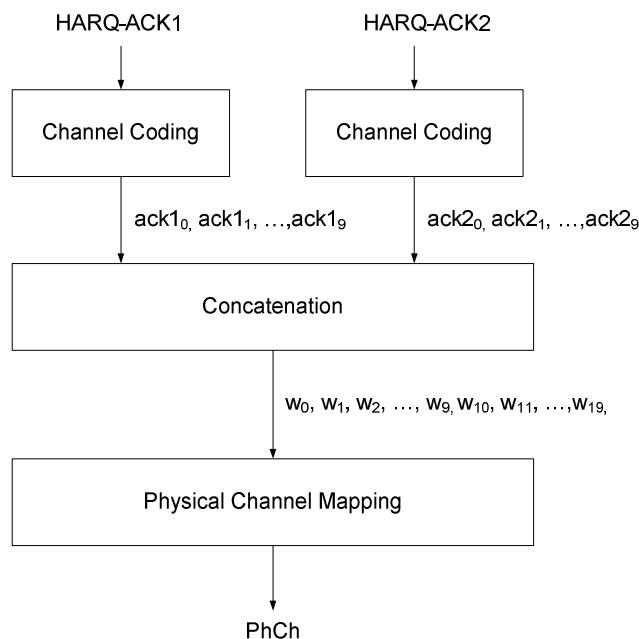 HARQ-ACK1 HARQ-ACK2
Channel Coding Channel Coding
ack1₀, ack1₁, …,ack1₉ ack2₀, ack2₁, …,ack2₉
Concatenation
w₀, w₁, w₂, …, w₉, w₁₀, w₁₁, …,w₁₉,
Physical Channel Mapping
PhCh